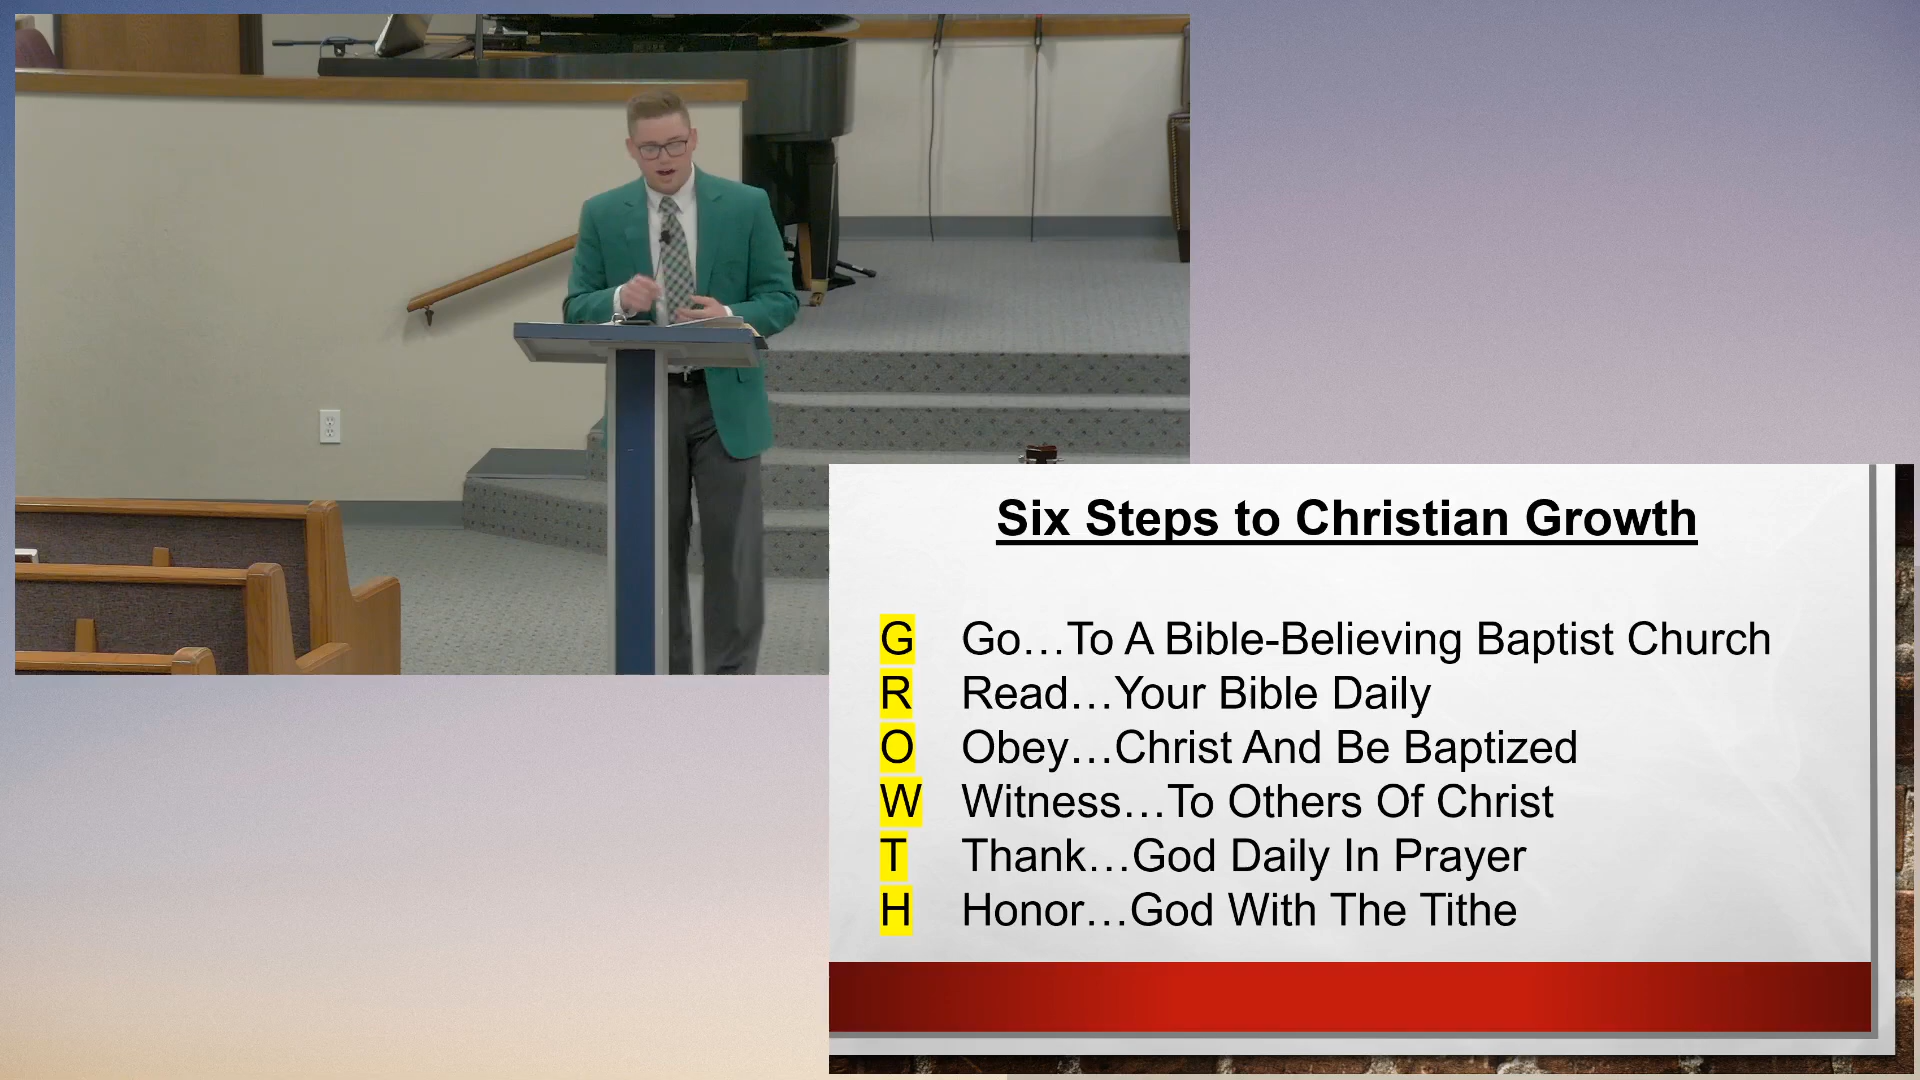 Six Steps to Christian Growth
G Go…To A Bible-Believing Baptist Church
R Read…Your Bible Daily
O Obey…Christ And Be Baptized
W Witness…To Others Of Christ
T Thank…God Daily In Prayer
H Honor…God With The Tithe